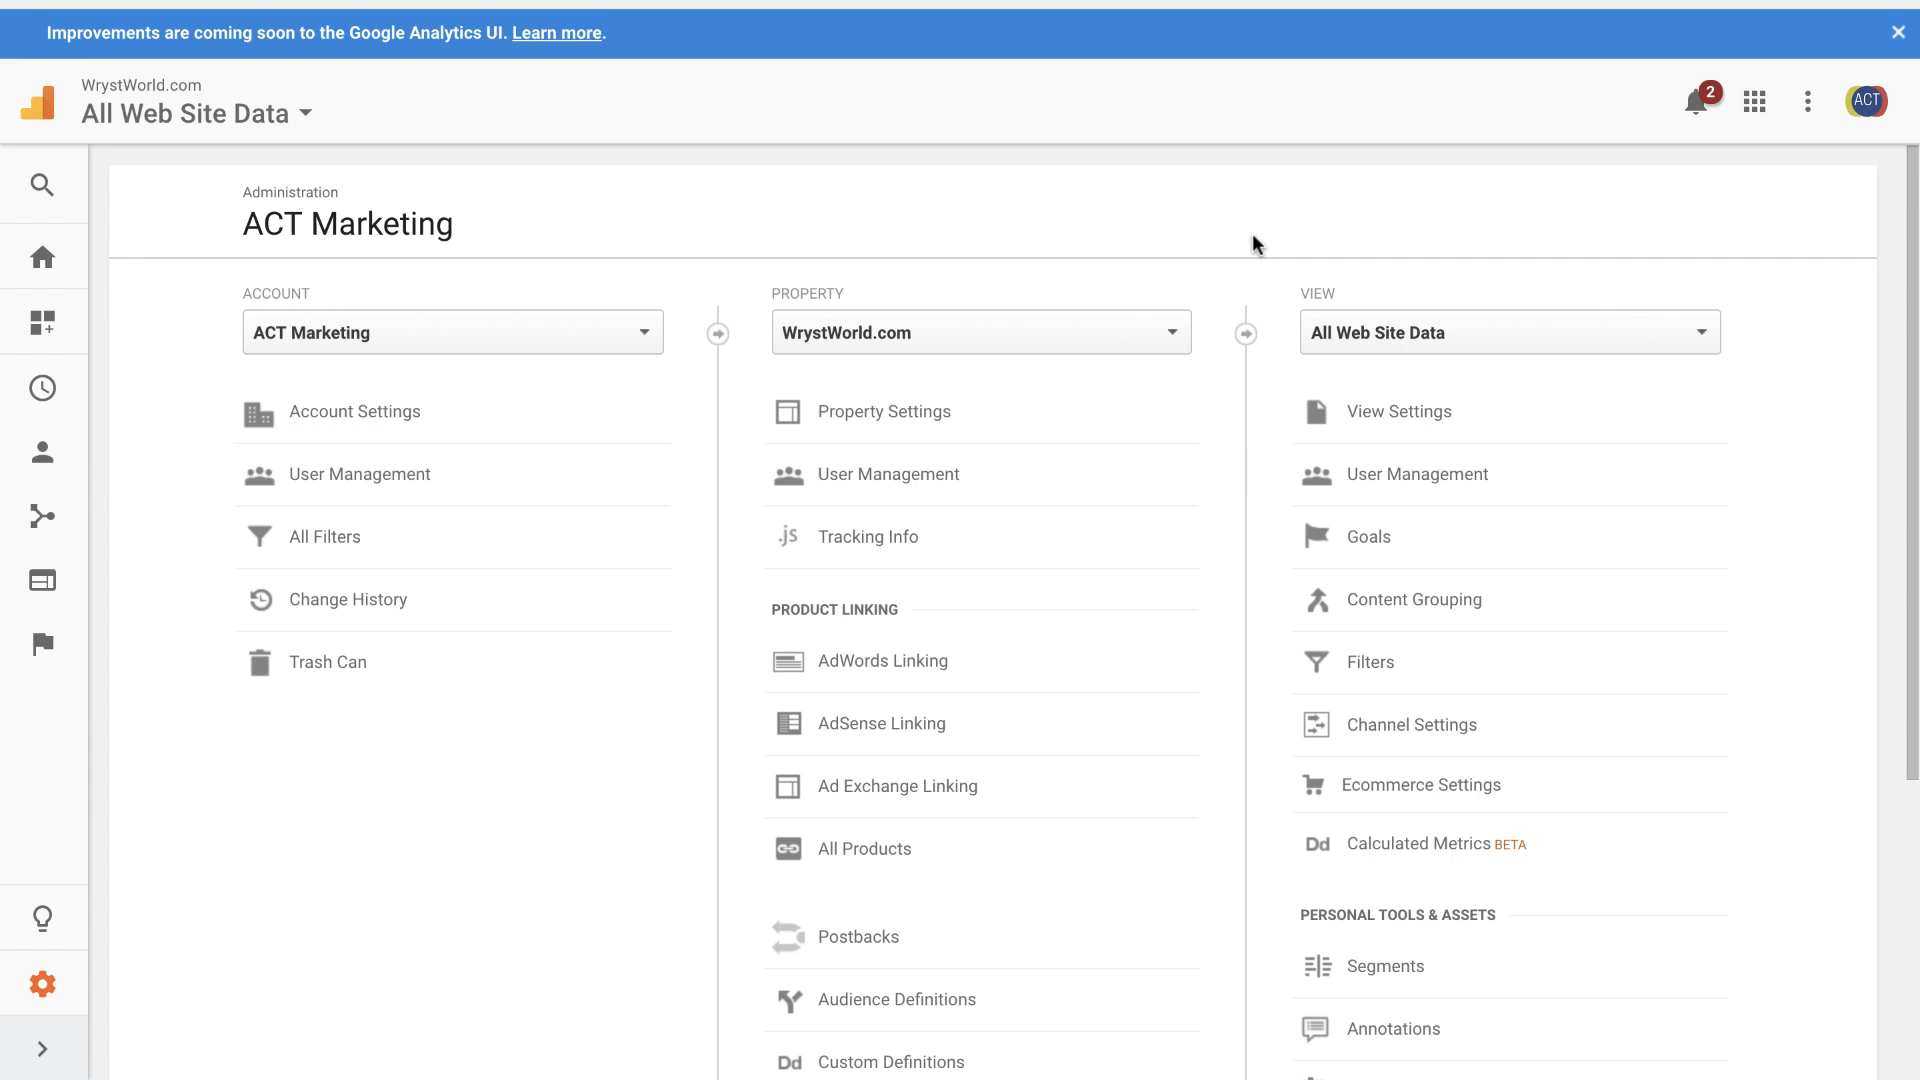 Improvements are coming soon to the Google Analytics UI. Learn more.
WrystWorld.com
All Web Site Data
2
ACT
Administration
ACT Marketing
ACCOUNT
ACT Marketing
Account Settings
User Management
All Filters
Change History
Trash Can
PROPERTY
WrystWorld.com
Property Settings
User Management
.js Tracking Info
PRODUCT LINKING
AdWords Linking
AdSense Linking
Ad Exchange Linking
All Products
Postbacks
Audience Definitions
Dd Custom Definitions
VIEW
All Web Site Data
View Settings
User Management
Goals
Content Grouping
Filters
Channel Settings
Ecommerce Settings
Dd Calculated Metrics BETA
PERSONAL TOOLS & ASSETS
Segments
Annotations